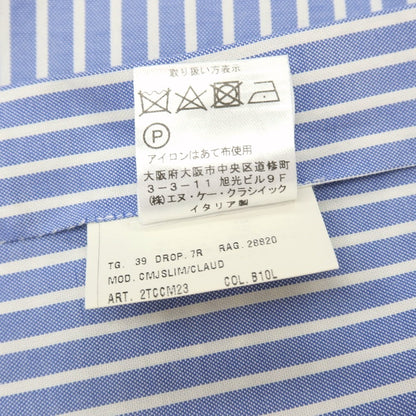 取り扱い方表示
P
アイロンはあて布使用
大阪府大阪市中央区道修町
3-3-11 旭光ビル9F
(株)エヌ・ケー・クラシイック
イタリア製
TG. 39 DROP. 7R RAG. 28820
MOD. CMJSLIM/CLAUD
ART. 2TCCM23 COL. B10L